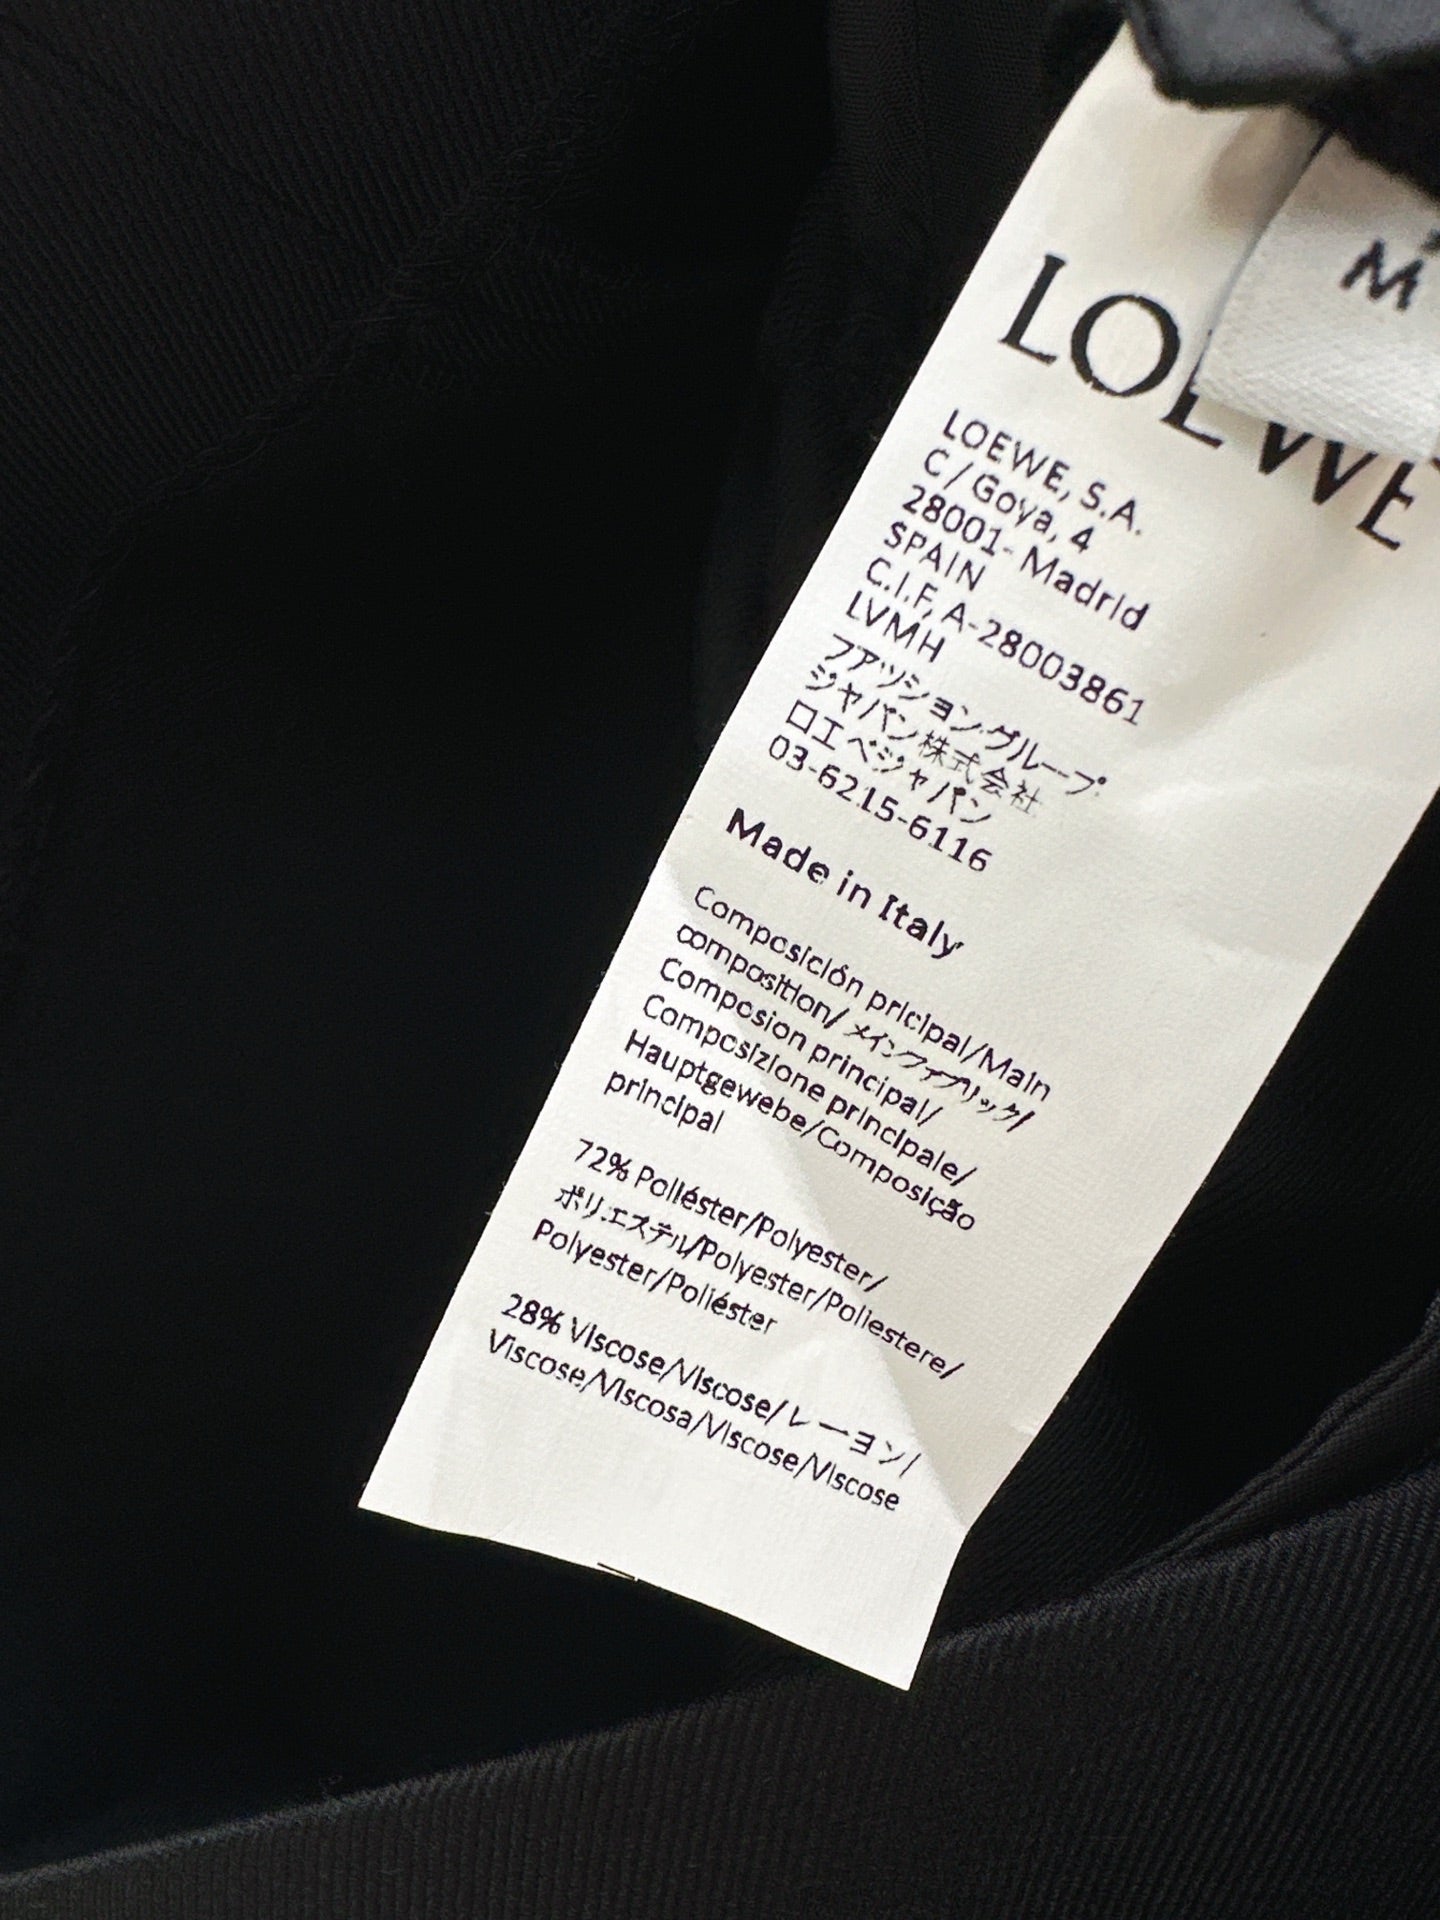 M
LOEWE
LOEWE, S.A.
C/Goya, 4
28001- Madrid
SPAIN
C.I.F, A-28003861
LVMH
ファッション・グループ
ジャパン株式会社
ロエベジャパン
03-6215-6116
Made in Italy
Composición pricipal/Main
composition/メインファブリック/
Composion principal/
Composizione principale/
Hauptgewebe/Composição
principal
72% Poliéster/Polyester/
ポリエステル/Polyester/Poliestere/
Polyester/Poliéster
28% Viscose/Viscose/レーヨン/
Viscose/Viscosa/Viscose/Viscose